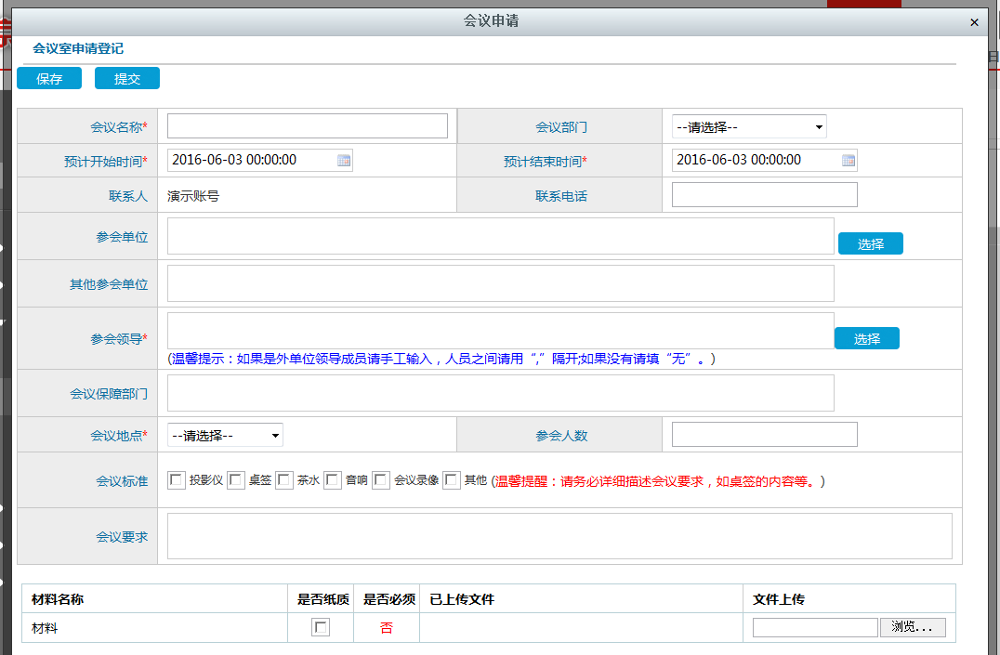 会议申请
×
会议室申请登记
保存 提交
会议名称* 会议部门 --请选择--
预计开始时间* 2016-06-03 00:00:00 预计结束时间* 2016-06-03 00:00:00
联系人 演示账号 联系电话
参会单位 选择
其他参会单位
参会领导* 选择
(温馨提示：如果是外单位领导成员请手工输入，人员之间请用“,”隔开;如果没有请填“无”。)
会议保障部门
会议地点* --请选择-- 参会人数
会议标准 投影仪 桌签 茶水 音响 会议录像 其他 (温馨提醒：请务必详细描述会议要求，如桌签的内容等。)
会议要求
材料名称 是否纸质 是否必须 已上传文件 文件上传
材料 否 浏览...